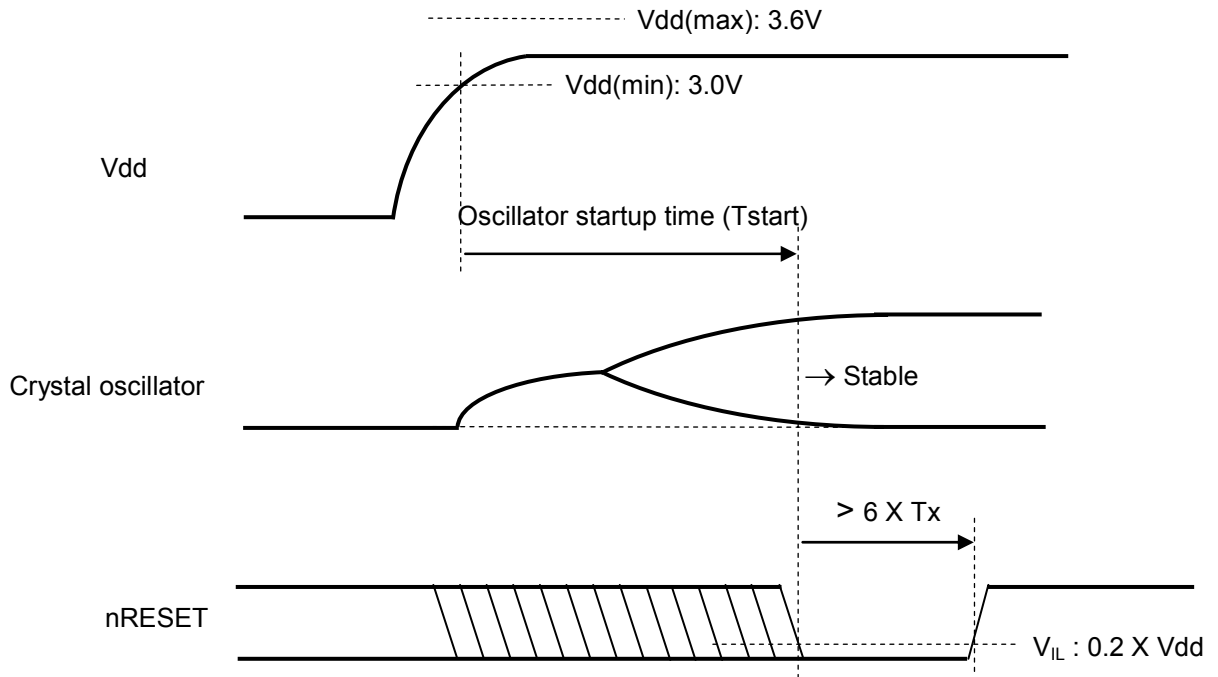 Vdd(max): 3.6V
Vdd(min): 3.0V
Vdd
Oscillator startup time (Tstart)
Crystal oscillator
→ Stable
> 6 X Tx
nRESET
VIL : 0.2 X Vdd